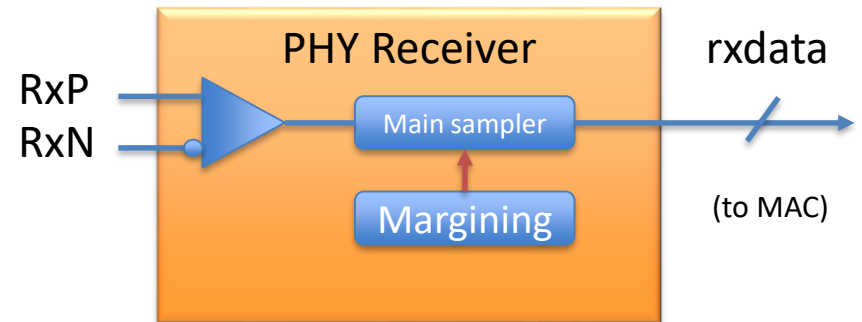 PHY Receiver
rxdata
RxP
RxN
Main sampler
Margining
(to MAC)